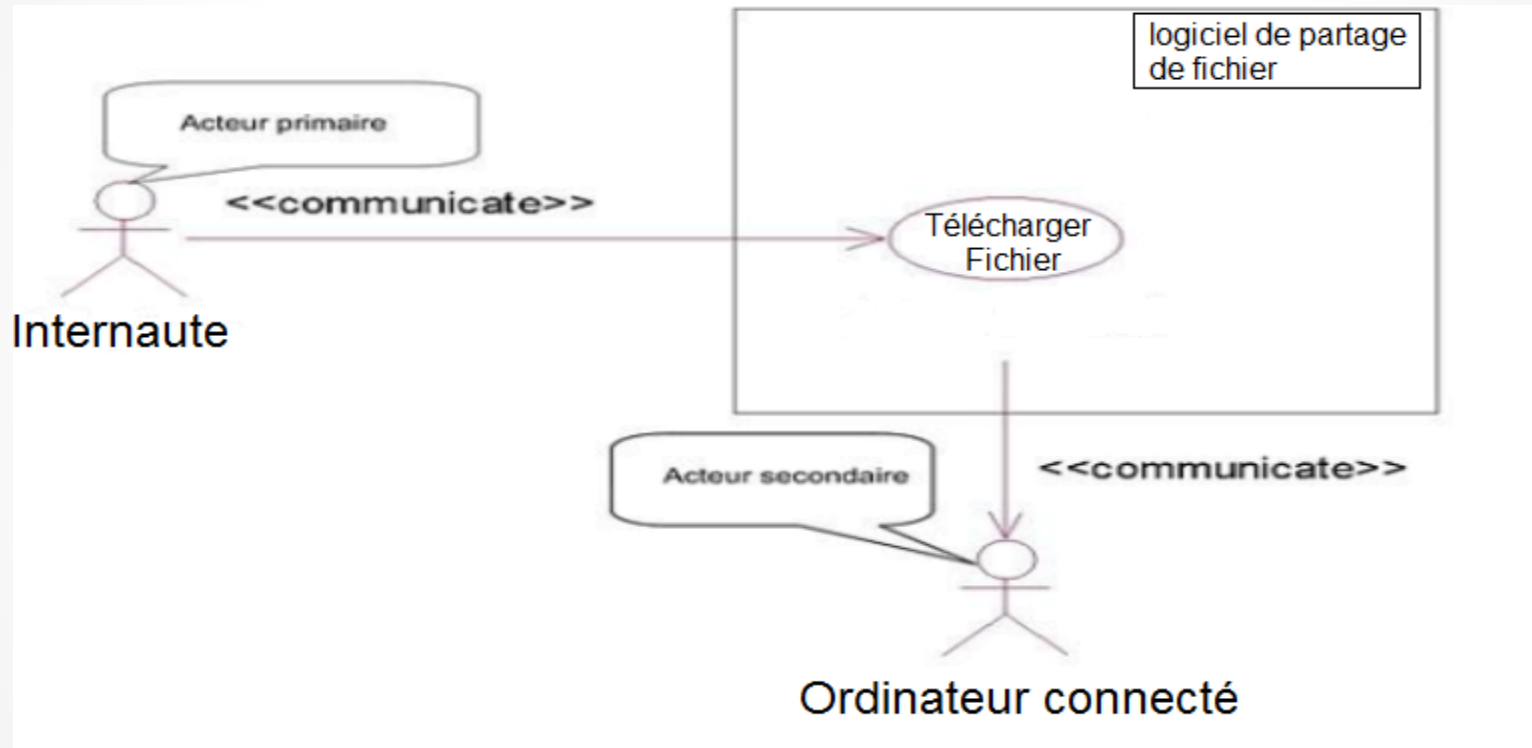 logiciel de partage
de fichier
Acteur primaire
<<communicate>>
Télécharger
Fichier
Internaute
Acteur secondaire
<<communicate>>
Ordinateur connecté